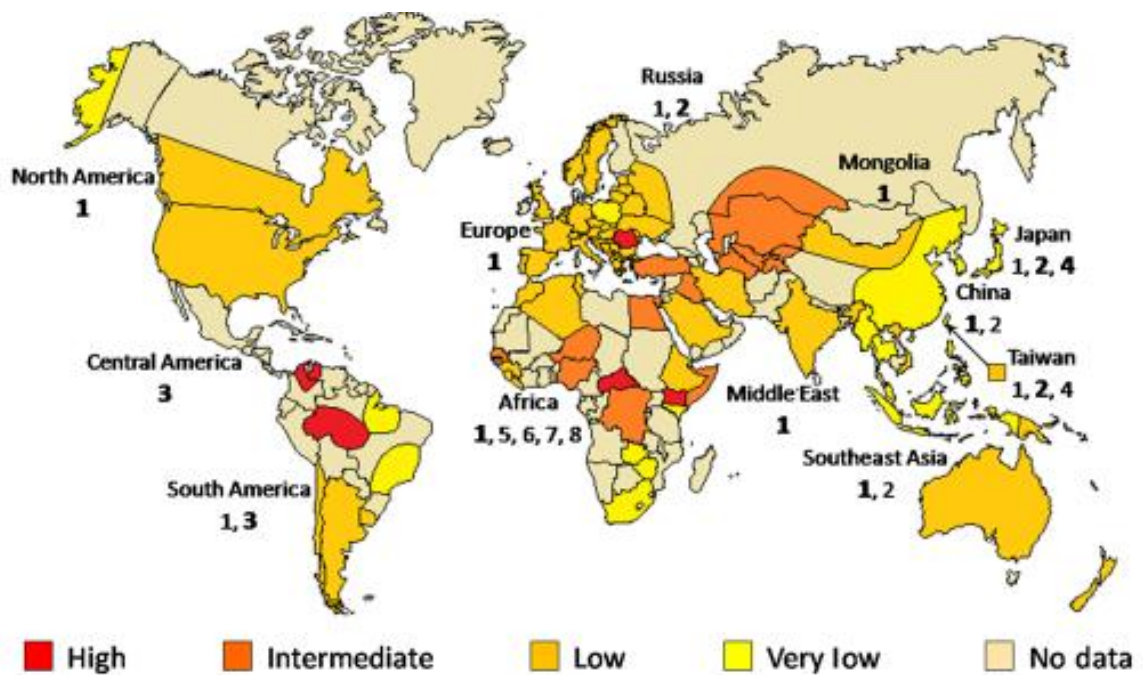 Russia
1, 2
Mongolia
1
North America
1
Europe
1
Japan
1, 2, 4
China
1, 2
Taiwan
1, 2, 4
Central America
3
Africa
1, 5, 6, 7, 8
Middle East
1
Southeast Asia
1, 2
South America
1, 3
High
Intermediate
Low
Very low
No data